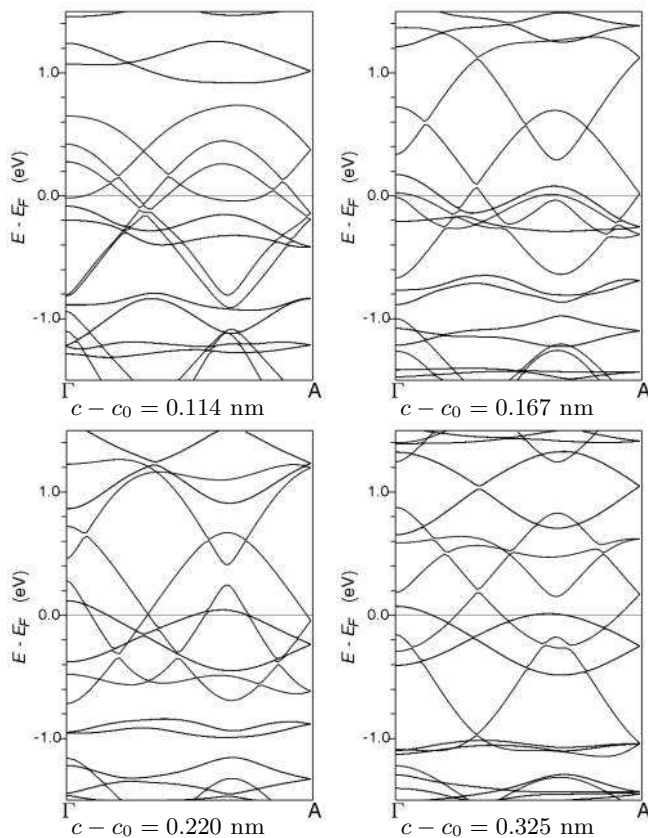 E - E_F (eV)
1.0
0.0
-1.0
Γ A
c − c₀ = 0.114 nm
E - E_F (eV)
1.0
0.0
-1.0
Γ A
c − c₀ = 0.167 nm
E - E_F (eV)
1.0
0.0
-1.0
Γ A
c − c₀ = 0.220 nm
E - E_F (eV)
1.0
0.0
-1.0
Γ A
c − c₀ = 0.325 nm